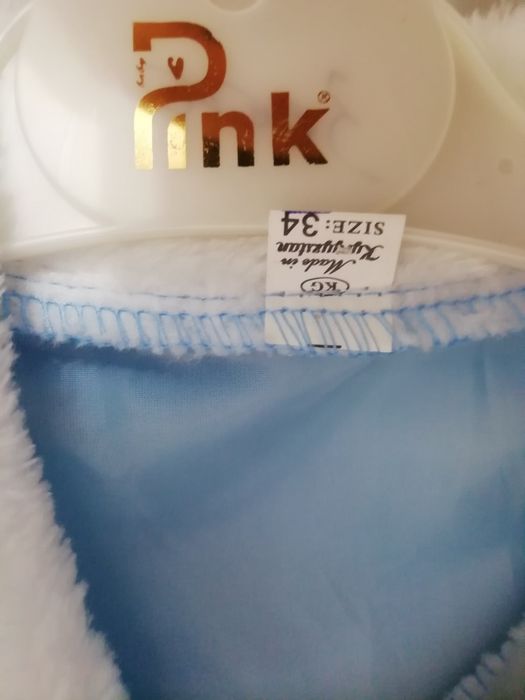 Pink
®
KG
Made in
Kyrgyzstan
SIZE: 34